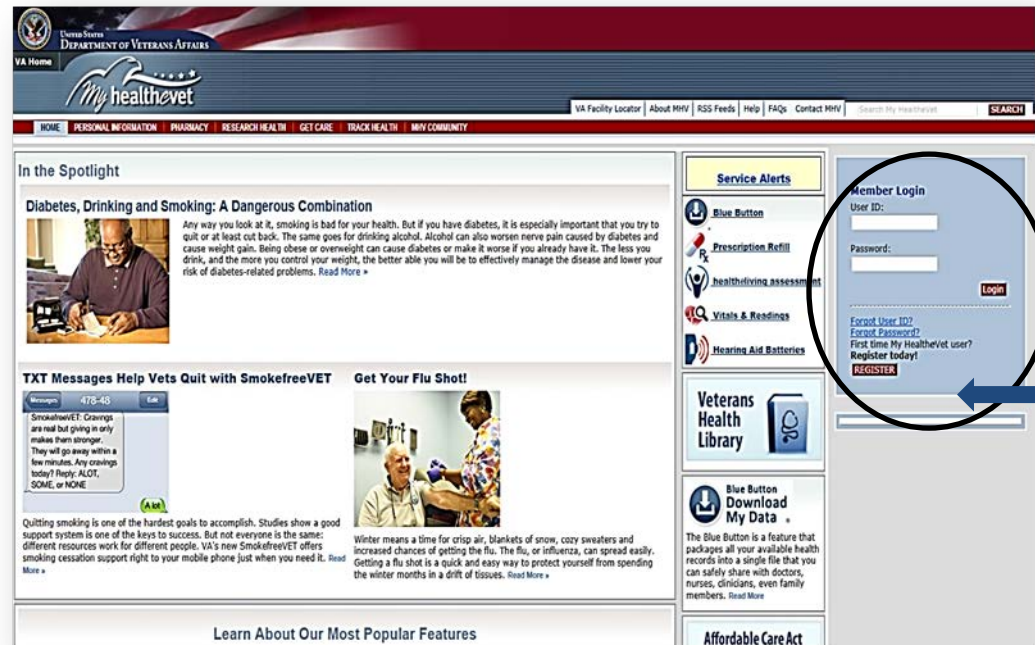 UNITED STATES
DEPARTMENT OF VETERANS AFFAIRS
VA Home
My healthevet
VA Facility Locator
About MHV
RSS Feeds
Help
FAQs
Contact MHV
Search My HealtheVet
SEARCH
HOME
PERSONAL INFORMATION
PHARMACY
RESEARCH HEALTH
GET CARE
TRACK HEALTH
MHV COMMUNITY
In the Spotlight
Diabetes, Drinking and Smoking: A Dangerous Combination
Any way you look at it, smoking is bad for your health. But if you have diabetes, it is especially important that you try to
quit or at least cut back. The same goes for drinking alcohol. Alcohol can also worsen nerve pain caused by diabetes and
cause weight gain. Being obese or overweight can cause diabetes or make it worse if you already have it. The less you
drink, and the more you control your weight, the better able you will be to effectively manage the disease and lower your
risk of diabetes-related problems. Read More »
TXT Messages Help Vets Quit with SmokefreeVET
Messages
478-48
Edit
SmokefreeVET: Cravings
are real but giving in only
makes them stronger.
They will go away within a
few minutes. Any cravings
today? Reply: ALOT,
SOME, or NONE
A lot
Quitting smoking is one of the hardest goals to accomplish. Studies show a good
support system is one of the keys to success. But not everyone is the same:
different resources work for different people. VA's new SmokefreeVET offers
smoking cessation support right to your mobile phone just when you need it. Read
More »
Get Your Flu Shot!
Winter means a time for crisp air, blankets of snow, cozy sweaters and
increased chances of getting the flu. The flu, or influenza, can spread easily.
Getting a flu shot is a quick and easy way to protect yourself from spending
the winter months in a drift of tissues. Read More »
Learn About Our Most Popular Features
Service Alerts
Blue Button
Rx
Prescription Refill
healtheliving assessment
Vitals & Readings
Hearing Aid Batteries
Veterans
Health
Library
Blue Button
Download
My Data
The Blue Button is a feature that
packages all your available health
records into a single file that you
can safely share with doctors,
nurses, clinicians, even family
members. Read More
Affordable Care Act
Member Login
User ID:
Password:
Login
Forgot User ID?
Forgot Password?
First time My HealtheVet user?
Register today!
REGISTER